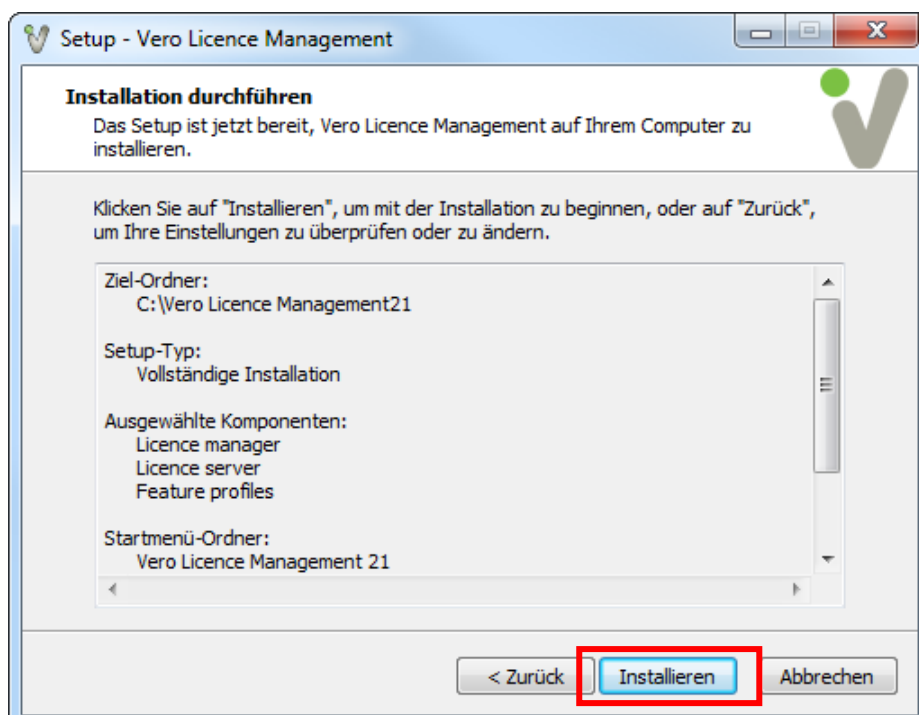 Setup - Vero Licence Management
Installation durchführen
Das Setup ist jetzt bereit, Vero Licence Management auf Ihrem Computer zu
installieren.
Klicken Sie auf "Installieren", um mit der Installation zu beginnen, oder auf "Zurück",
um Ihre Einstellungen zu überprüfen oder zu ändern.
Ziel-Ordner:
C:\Vero Licence Management21
Setup-Typ:
Vollständige Installation
Ausgewählte Komponenten:
Licence manager
Licence server
Feature profiles
Startmenü-Ordner:
Vero Licence Management 21
< Zurück Installieren Abbrechen